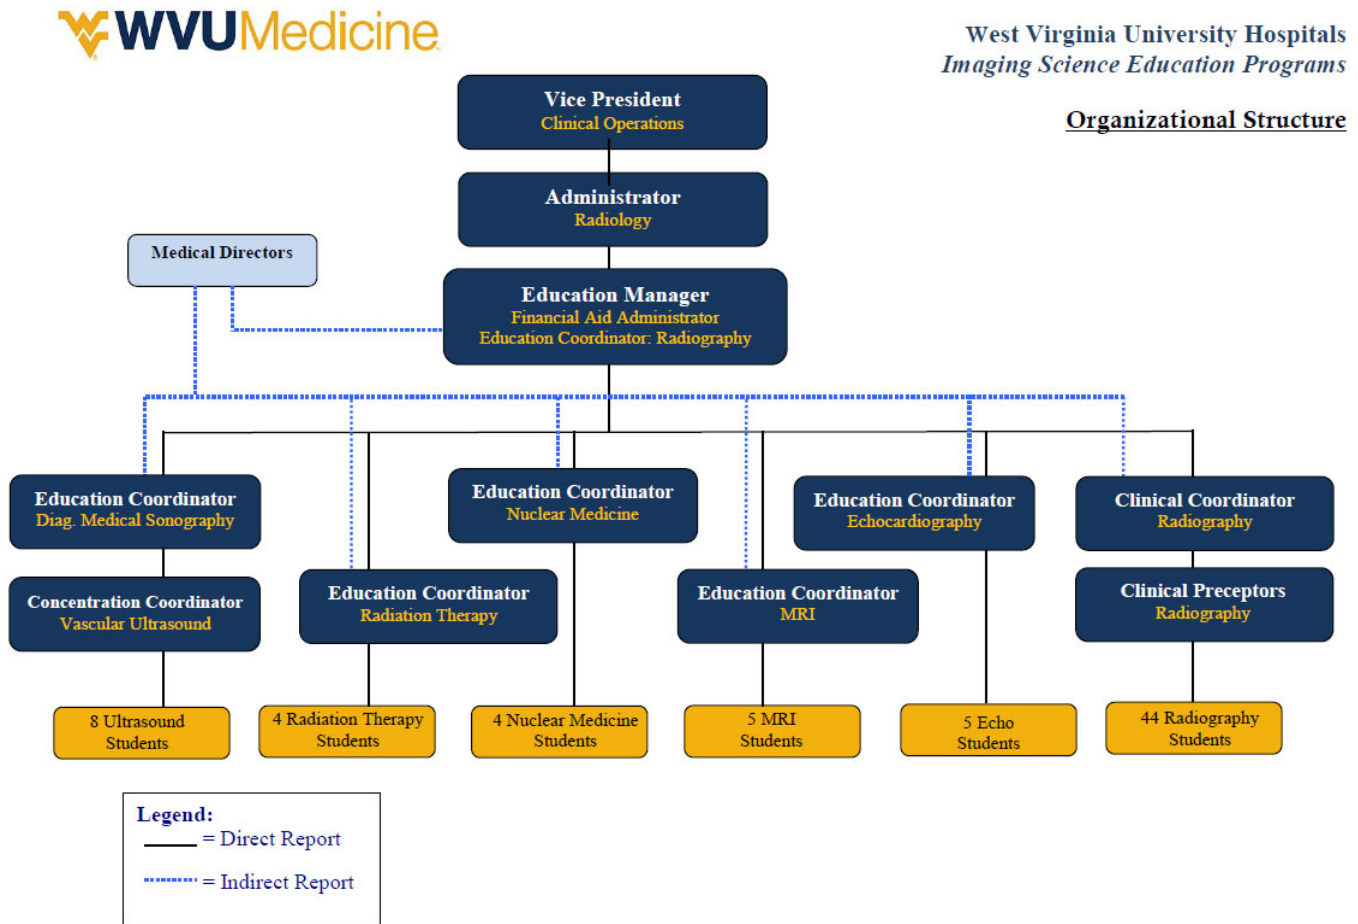 WVUMedicine
West Virginia University Hospitals
Imaging Science Education Programs
Organizational Structure
Vice President
Clinical Operations
Administrator
Radiology
Medical Directors
Education Manager
Financial Aid Administrator
Education Coordinator: Radiography
Education Coordinator
Diag. Medical Sonography
Education Coordinator
Nuclear Medicine
Education Coordinator
Echocardiography
Clinical Coordinator
Radiography
Concentration Coordinator
Vascular Ultrasound
Education Coordinator
Radiation Therapy
Education Coordinator
MRI
Clinical Preceptors
Radiography
8 Ultrasound
Students
4 Radiation Therapy
Students
4 Nuclear Medicine
Students
5 MRI
Students
5 Echo
Students
44 Radiography
Students
Legend:
= Direct Report
= Indirect Report